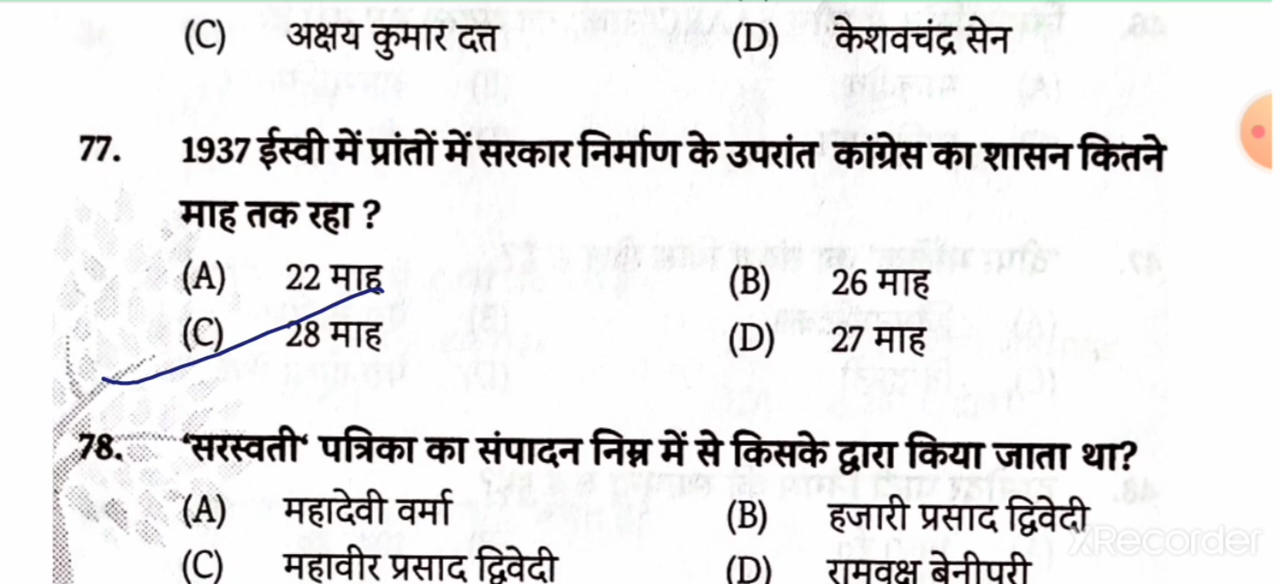 (C) अक्षय कुमार दत्त (D) केशवचंद्र सेन
77. 1937 ईस्वी में प्रांतों में सरकार निर्माण के उपरांत कांग्रेस का शासन कितने
माह तक रहा ?
(A) 22 माह (B) 26 माह
(C) 28 माह (D) 27 माह
78. 'सरस्वती' पत्रिका का संपादन निम्न में से किसके द्वारा किया जाता था?
(A) महादेवी वर्मा (B) हजारी प्रसाद द्विवेदी
XRecorder
(C) महावीर प्रसाद द्विवेदी (D) रामवृक्ष बेनीपुरी